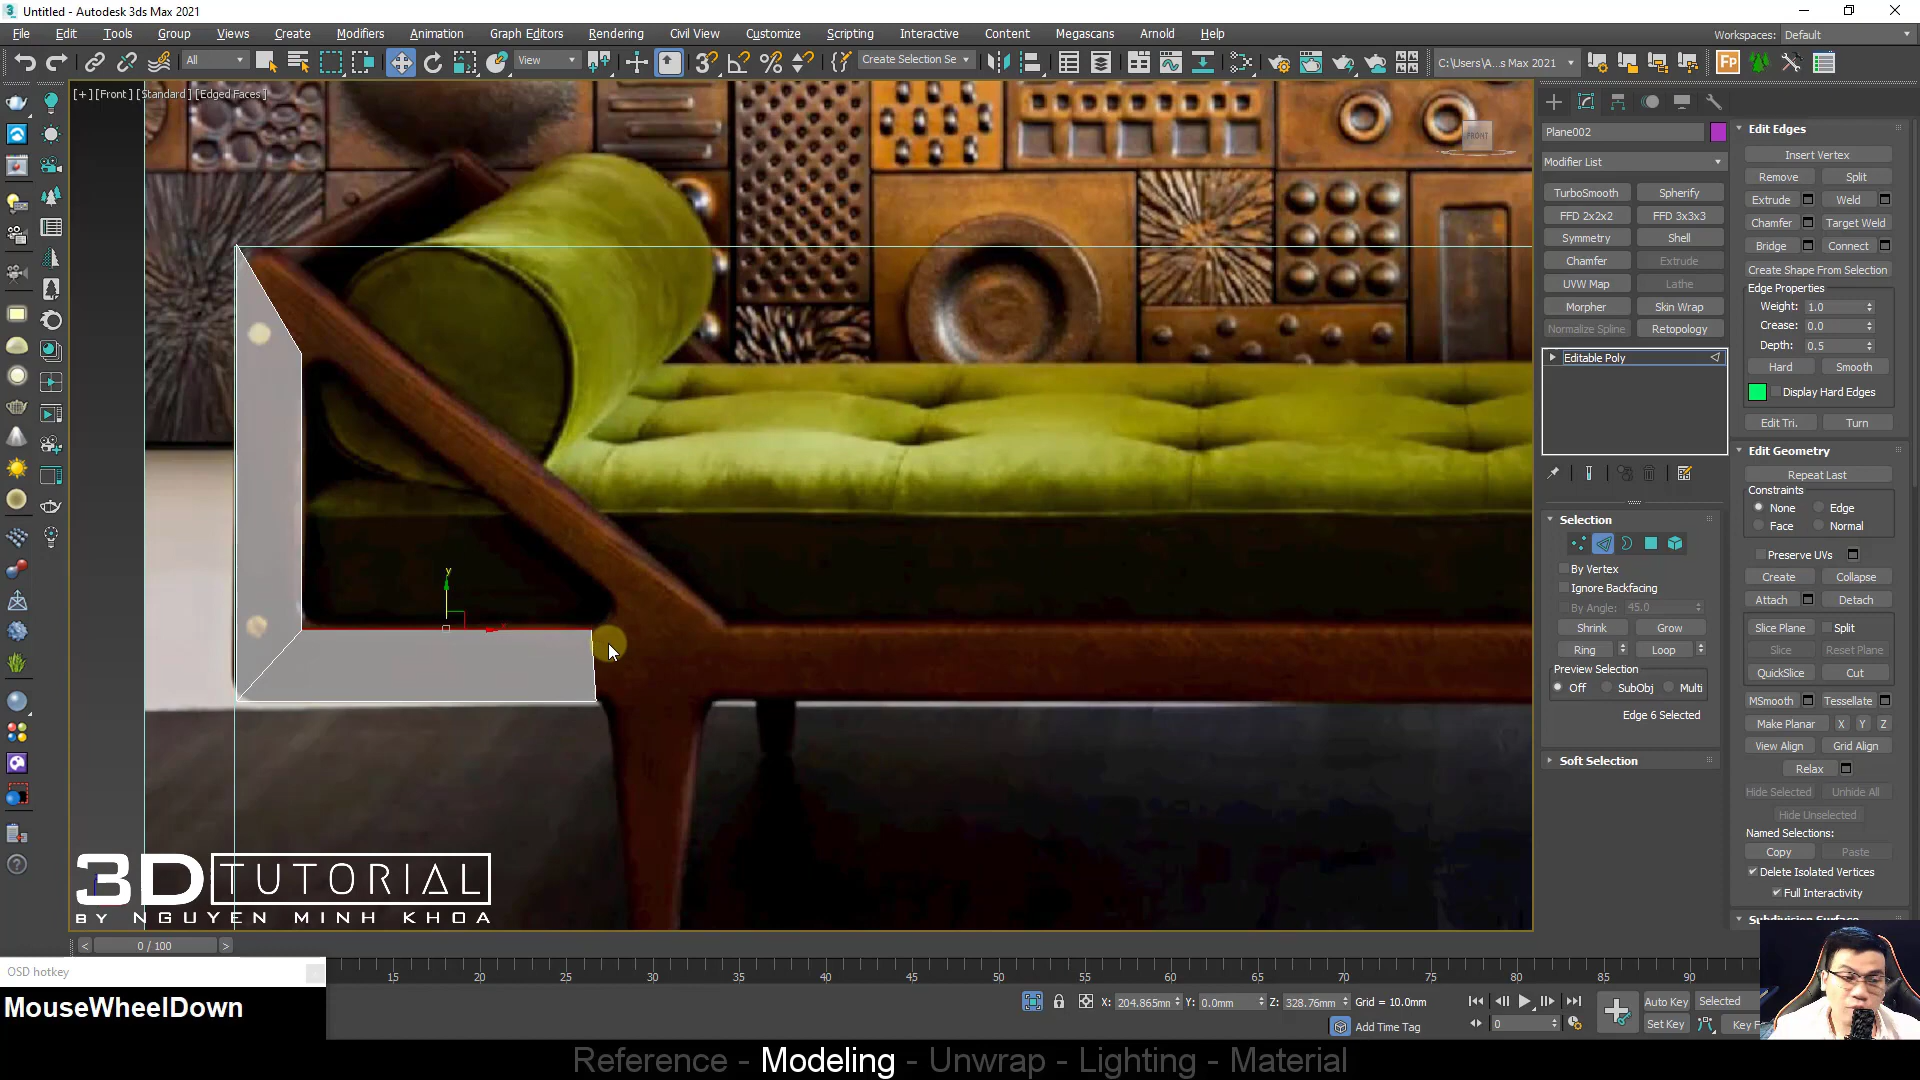 Untitled - Autodesk 3ds Max 2021
File Edit Tools Group Views Create Modifiers Animation Graph Editors Rendering Civil View Customize Scripting Interactive Content Megascans Arnold Help
Workspaces: Default
All View Create Selection Se C:\Users\A...s Max 2021
[+] [Front] [Standard] [Edged Faces]
FRONT
Plane002
Modifier List
TurboSmooth Spherify
FFD 2x2x2 FFD 3x3x3
Symmetry Shell
Chamfer Extrude
UVW Map Lathe
Morpher Skin Wrap
Normalize Spline Retopology
Editable Poly
Selection
By Vertex
Ignore Backfacing
By Angle: 45.0
Shrink Grow
Ring Loop
Preview Selection
Off SubObj Multi
Edge 6 Selected
Soft Selection
Edit Edges
Insert Vertex
Remove Split
Extrude Weld
Chamfer Target Weld
Bridge Connect
Create Shape From Selection
Edge Properties
Weight: 1.0
Crease: 0.0
Depth: 0.5
Hard Smooth
Display Hard Edges
Edit Tri. Turn
Edit Geometry
Repeat Last
Constraints
None Edge
Face Normal
Preserve UVs
Create Collapse
Attach Detach
Slice Plane Split
Slice Reset Plane
QuickSlice Cut
MSmooth Tessellate
Make Planar X Y Z
View Align Grid Align
Relax
Hide Selected Unhide All
Hide Unselected
Named Selections:
Copy Paste
Delete Isolated Vertices
Full Interactivity
Subdivision Surface
y
3D TUTORIAL
BY NGUYEN MINH KHOA
0 / 100
15 20 25 30 35 40 45 50 55 60 65 70 75 80 85 90
OSD hotkey
MouseWheelDown
X: 204.865mm Y: 0.0mm Z: 328.76mm Grid = 10.0mm
Add Time Tag
0
Auto Key Selected
Set Key Key F
Reference - Modeling - Unwrap - Lighting - Material